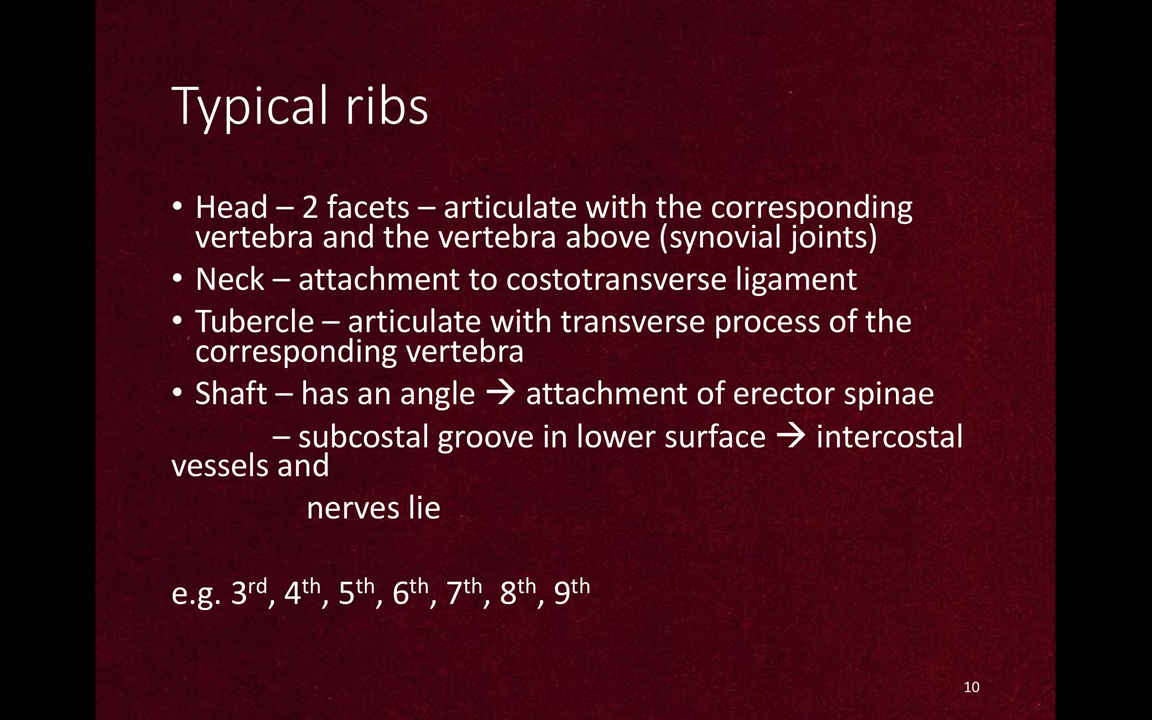 Typical ribs
• Head – 2 facets – articulate with the corresponding
vertebra and the vertebra above (synovial joints)
• Neck – attachment to costotransverse ligament
• Tubercle – articulate with transverse process of the
corresponding vertebra
• Shaft – has an angle → attachment of erector spinae
– subcostal groove in lower surface → intercostal
vessels and
nerves lie
e.g. 3rd, 4th, 5th, 6th, 7th, 8th, 9th
10